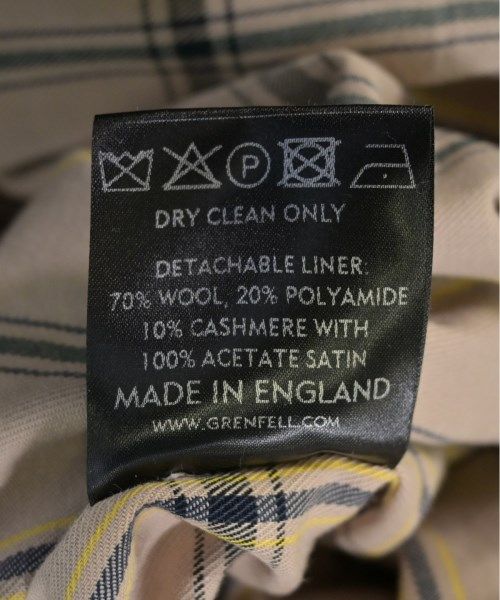 P
DRY CLEAN ONLY
DETACHABLE LINER:
70% WOOL, 20% POLYAMIDE
10% CASHMERE WITH
100% ACETATE SATIN
MADE IN ENGLAND
WWW.GRENFELL.COM